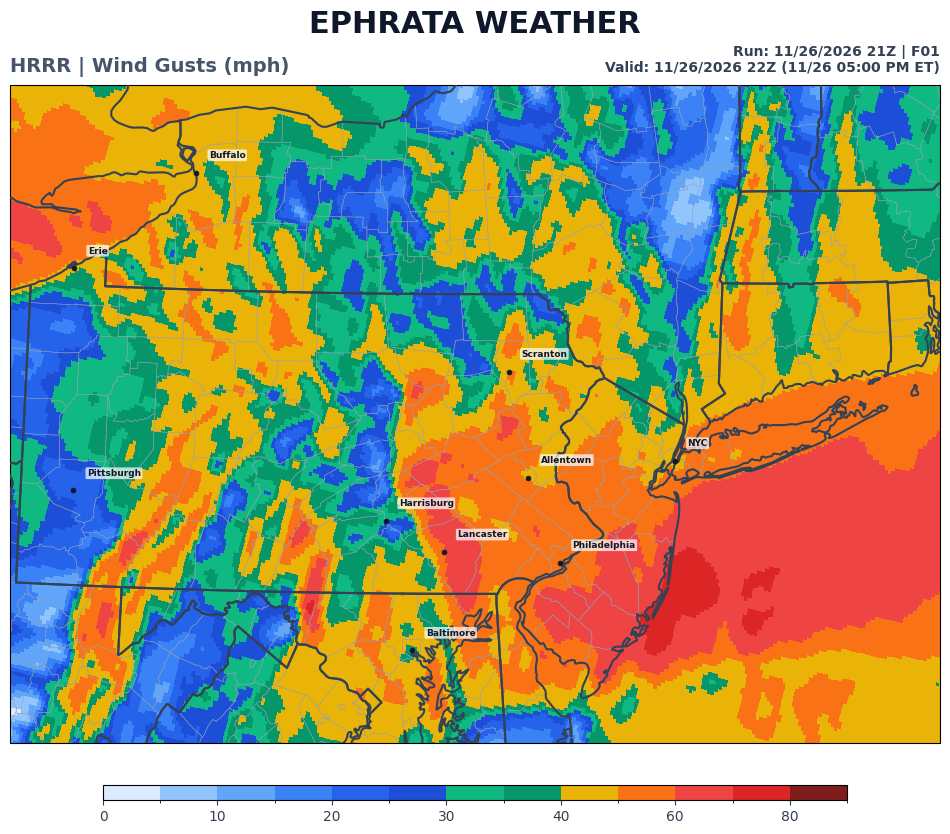 EPHRATA WEATHER
HRRR | Wind Gusts (mph)
Run: 11/26/2026 21Z | F01
Valid: 11/26/2026 22Z (11/26 05:00 PM ET)
Buffalo
Erie
Scranton
NYC
Allentown
Pittsburgh
Harrisburg
Lancaster
Philadelphia
Baltimore
0 10 20 30 40 50 60 70 80